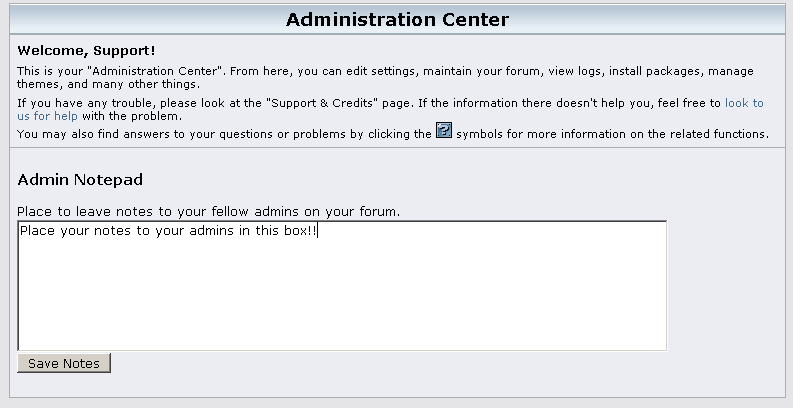 Administration Center
Welcome, Support!
This is your "Administration Center". From here, you can edit settings, maintain your forum, view logs, install packages, manage
themes, and many other things.
If you have any trouble, please look at the "Support & Credits" page. If the information there doesn't help you, feel free to look to
us for help with the problem.
You may also find answers to your questions or problems by clicking the ? symbols for more information on the related functions.
Admin Notepad
Place to leave notes to your fellow admins on your forum.
Place your notes to your admins in this box!!
Save Notes